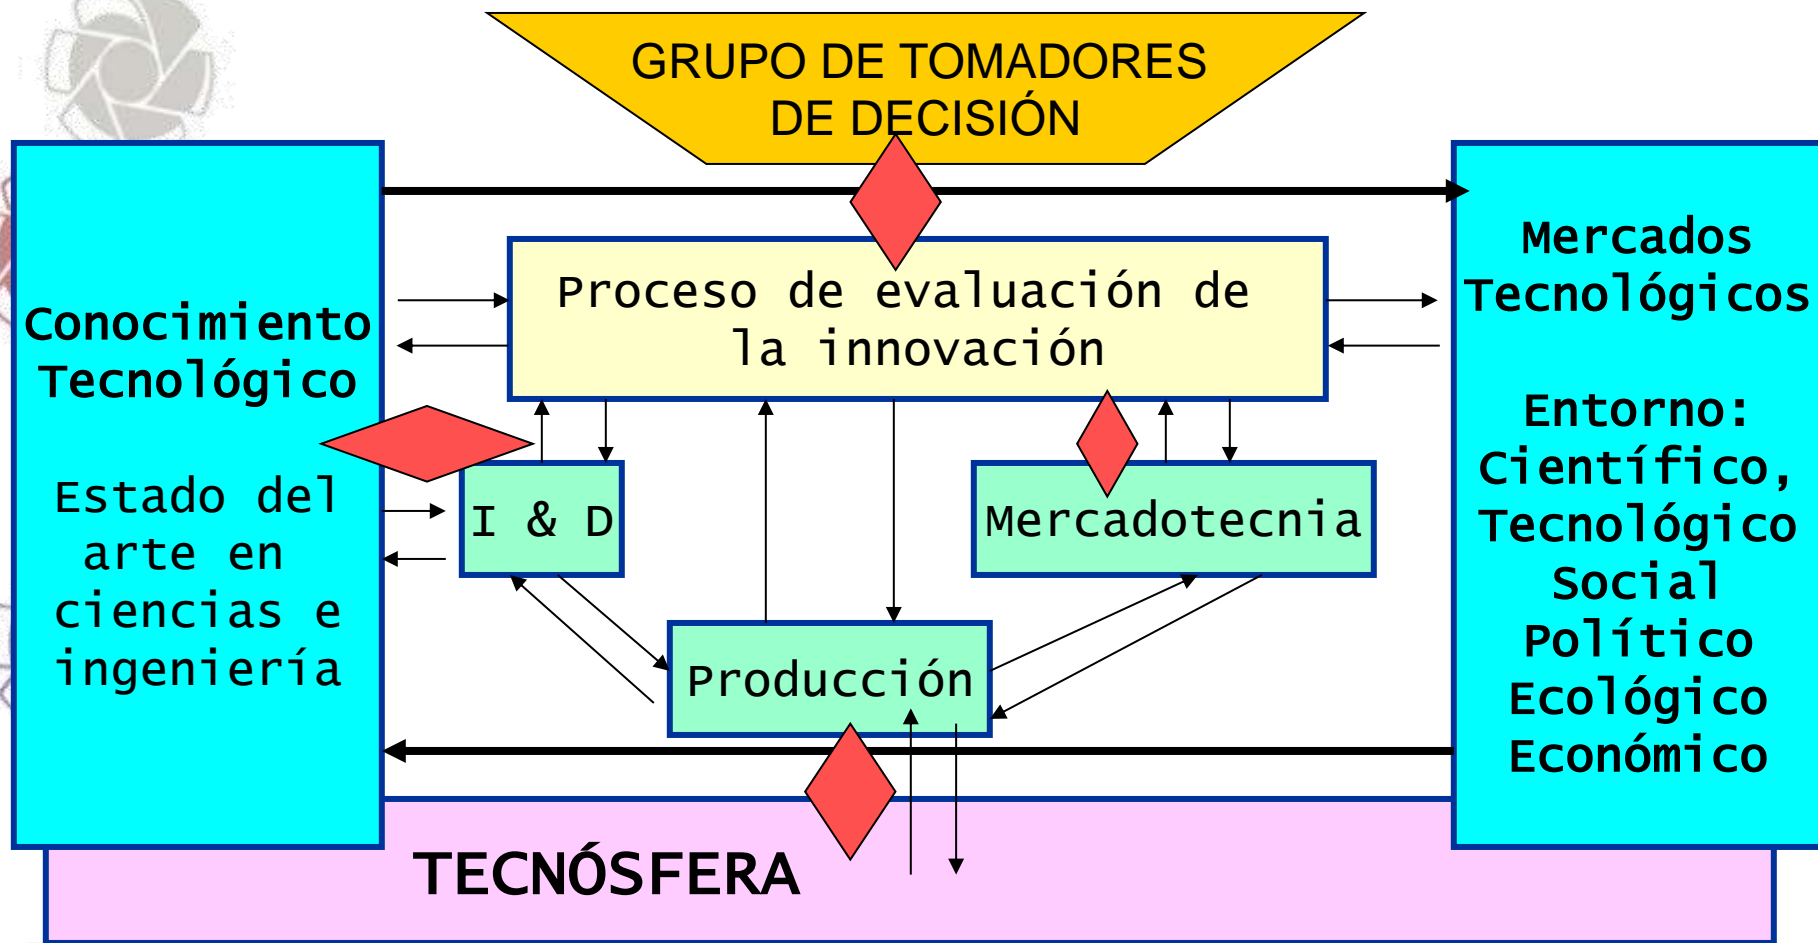 GRUPO DE TOMADORES
DE DECISIÓN
Conocimiento
Tecnológico
Estado del
arte en
ciencias e
ingeniería
Proceso de evaluación de
la innovación
I & D
Mercadotecnia
Producción
Mercados
Tecnológicos
Entorno:
Científico,
Tecnológico
Social
Político
Ecológico
Económico
TECNÓSFERA